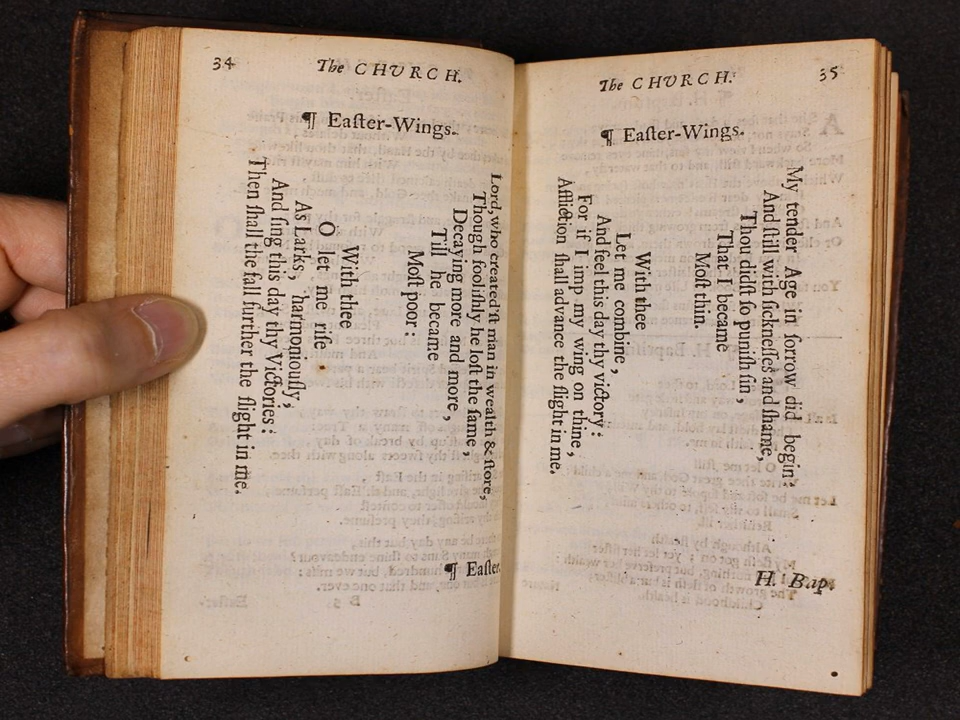 34
The CHVRCH.
¶ Eaſter-Wings.
Lord, who created'ſt man in wealth & ſtore,
Though fooliſhly he loſt the ſame,
Decaying more and more,
Till he became
Moſt poor:
With thee
O let me riſe
As Larks, harmoniouſly,
And ſing this day thy Victories:
Then ſhall the fall further the flight in me.
¶ Eaſter.
The CHVRCH.
35
¶ Eaſter-Wings.
My tender Age in ſorrow did begin:
And ſtill with ſickneſſes and ſhame,
Thou didſt ſo puniſh ſin,
That I became
Moſt thin.
With thee
Let me combine,
And feel this day thy victory:
For if I imp my wing on thine,
Affliction ſhall advance the flight in me.
H. Bap.